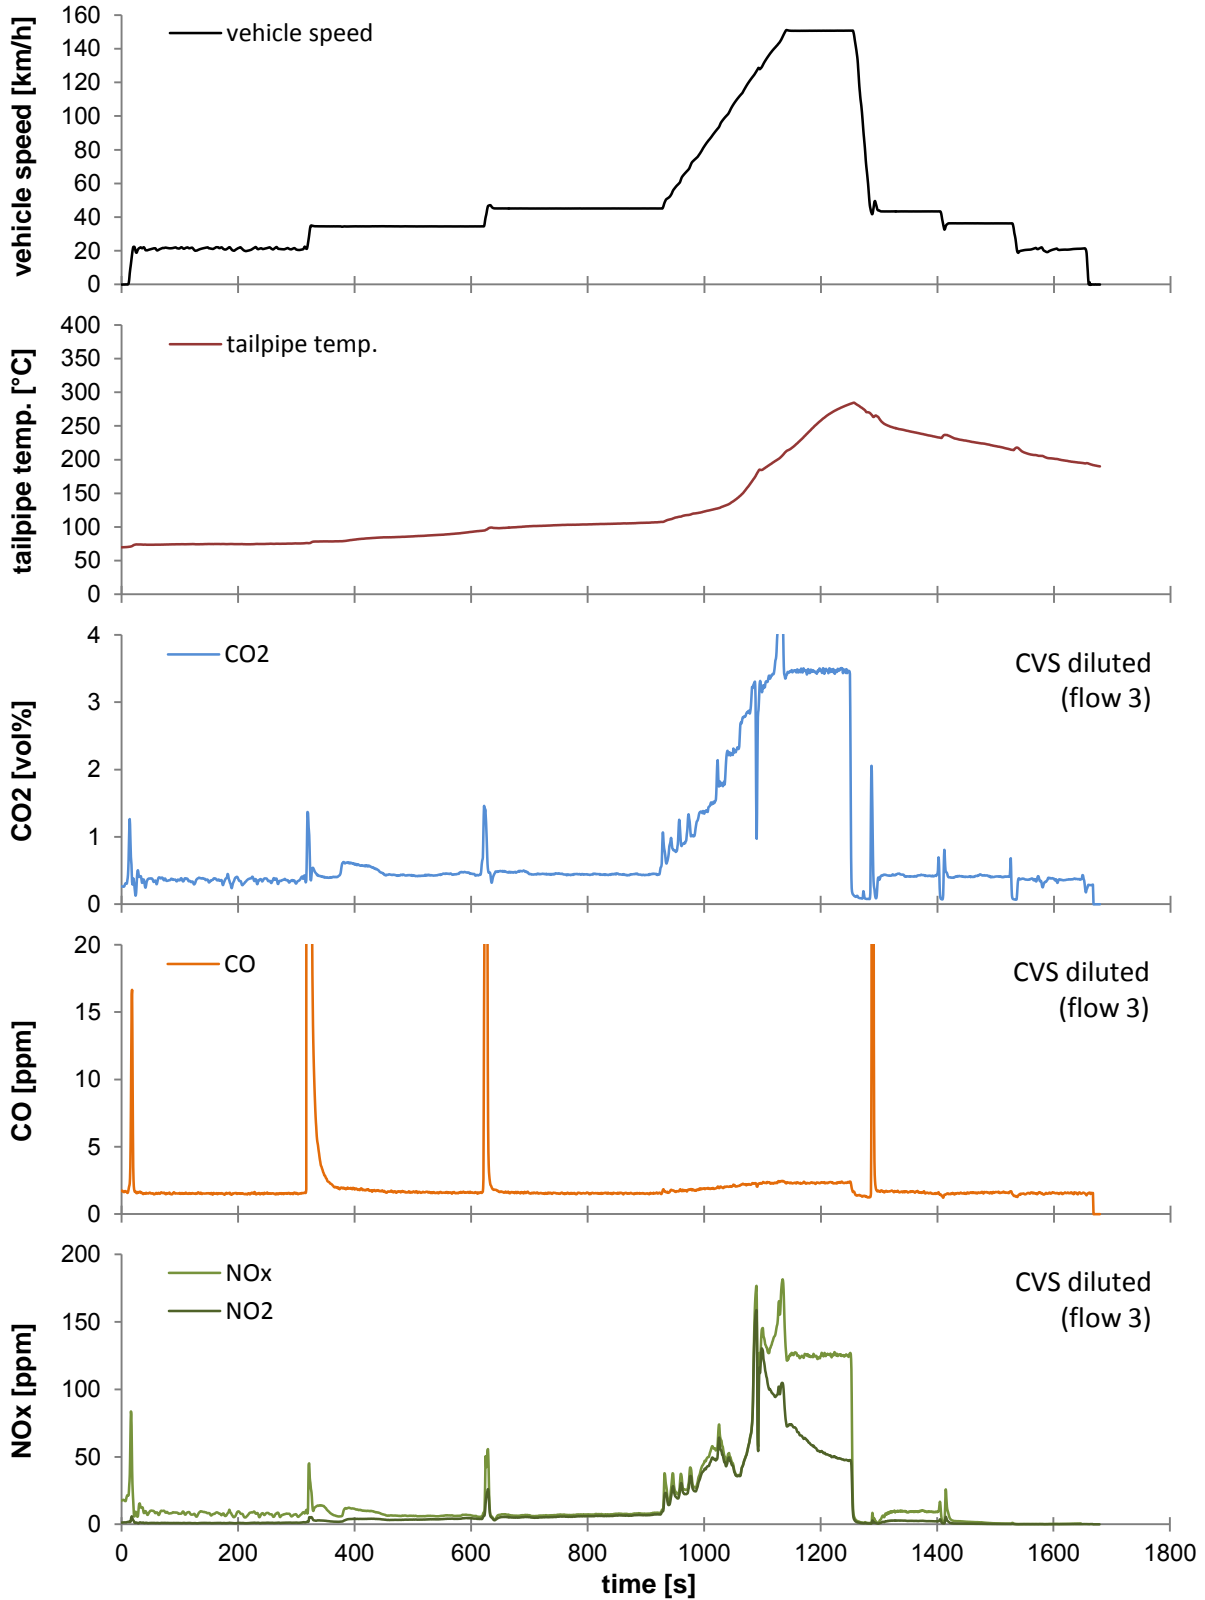 160
140
120
100
80
60
40
20
0
vehicle speed [km/h]
vehicle speed
400
350
300
250
200
150
100
50
0
tailpipe temp. [°C]
tailpipe temp.
4
3
2
1
0
CO2 [vol%]
CO2
CVS diluted
(flow 3)
20
15
10
5
0
CO [ppm]
CO
CVS diluted
(flow 3)
200
150
100
50
0
NOx [ppm]
NOx
NO2
CVS diluted
(flow 3)
0 200 400 600 800 1000 1200 1400 1600 1800
time [s]